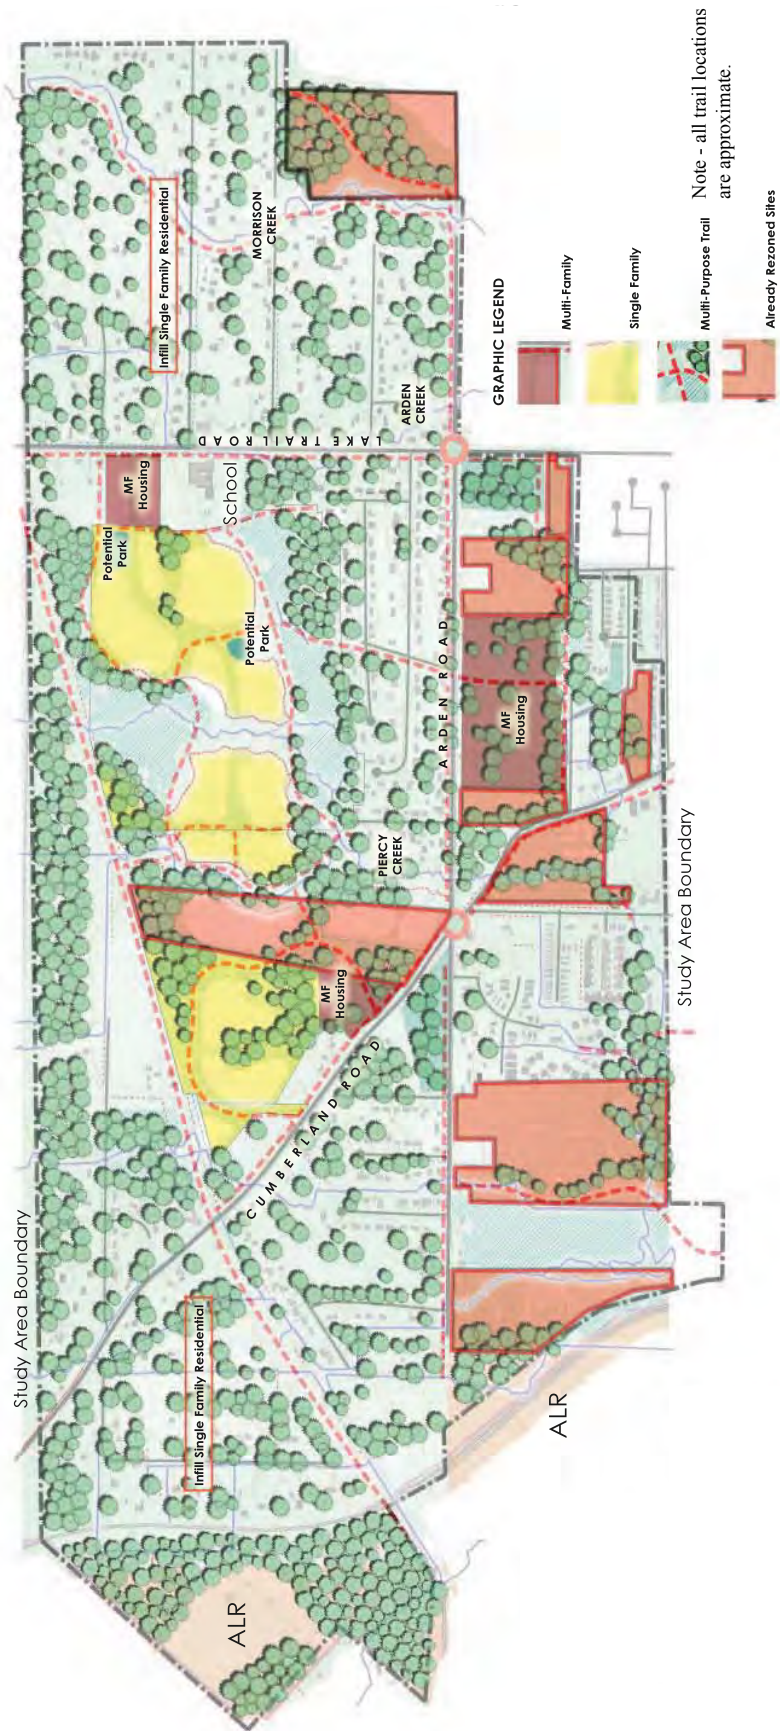 Study Area Boundary
ALR
Infill Single Family Residential
ALR
CUMBERLAND ROAD
MF
Housing
PIERCY
CREEK
Study Area Boundary
ARDEN ROAD
MF
Housing
Potential
Park
Potential
Park
MF
Housing
School
LAKE TRAIL ROAD
ARDEN
CREEK
Infill Single Family Residential
MORRISON
CREEK
GRAPHIC LEGEND
Multi-Family
Single Family
Multi-Purpose Trail
Already Rezoned Sites
Note - all trail locations
are approximate.